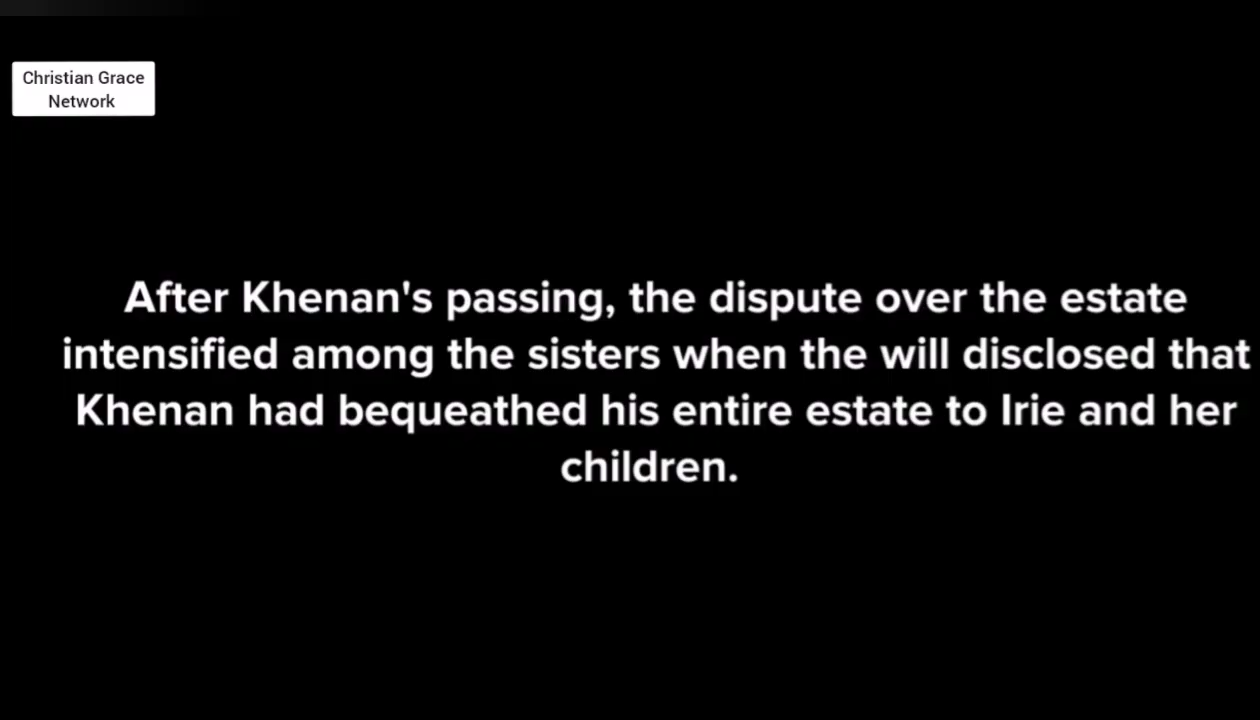 Christian Grace
Network
After Khenan's passing, the dispute over the estate
intensified among the sisters when the will disclosed that
Khenan had bequeathed his entire estate to Irie and her
children.